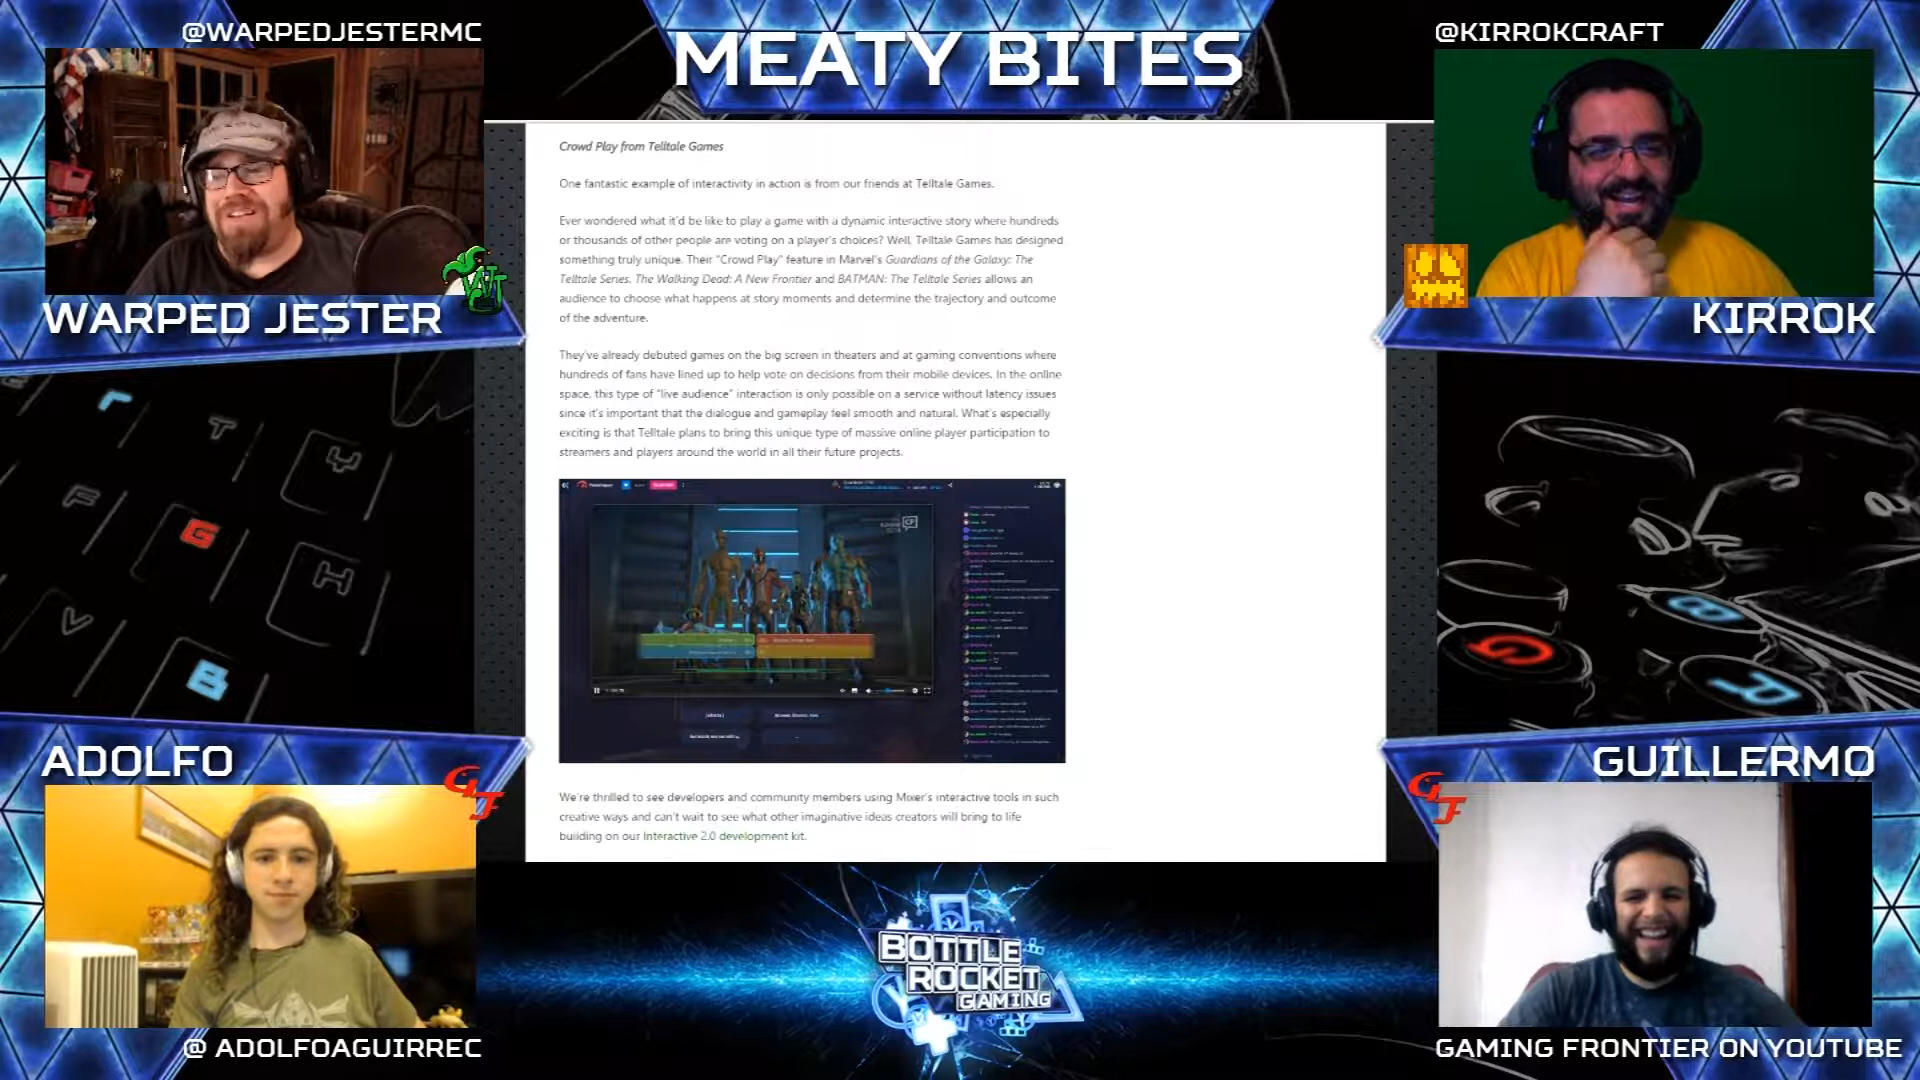 @WARPEDJESTERMC
MEATY BITES
@KIRROKCRAFT
WARPED JESTER
KIRROK
Crowd Play from Telltale Games
One fantastic example of interactivity in action is from our friends at Telltale Games.
Ever wondered what it'd be like to play a game with a dynamic interactive story where hundreds
or thousands of other people are voting on a player's choices? Well, Telltale Games has designed
something truly unique. Their "Crowd Play" feature in Marvel's Guardians of the Galaxy: The
Telltale Series, The Walking Dead: A New Frontier and BATMAN: The Telltale Series allows an
audience to choose what happens at story moments and determine the trajectory and outcome
of the adventure.
They've already debuted games on the big screen in theaters and at gaming conventions where
hundreds of fans have lined up to help vote on decisions from their mobile devices. In the online
space, this type of "live audience" interaction is only possible on a service without latency issues
since it's important that the dialogue and gameplay feel smooth and natural. What's especially
exciting is that Telltale plans to bring this unique type of massive online player participation to
streamers and players around the world in all their future projects.
We're thrilled to see developers and community members using Mixer's interactive tools in such
creative ways and can't wait to see what other imaginative ideas creators will bring to life
building on our Interactive 2.0 development kit.
r T Y
F G H
V B
G B R
ADOLFO
GUILLERMO
BOTTLE
ROCKET
GAMING
@ ADOLFOAGUIRREC
GAMING FRONTIER ON YOUTUBE